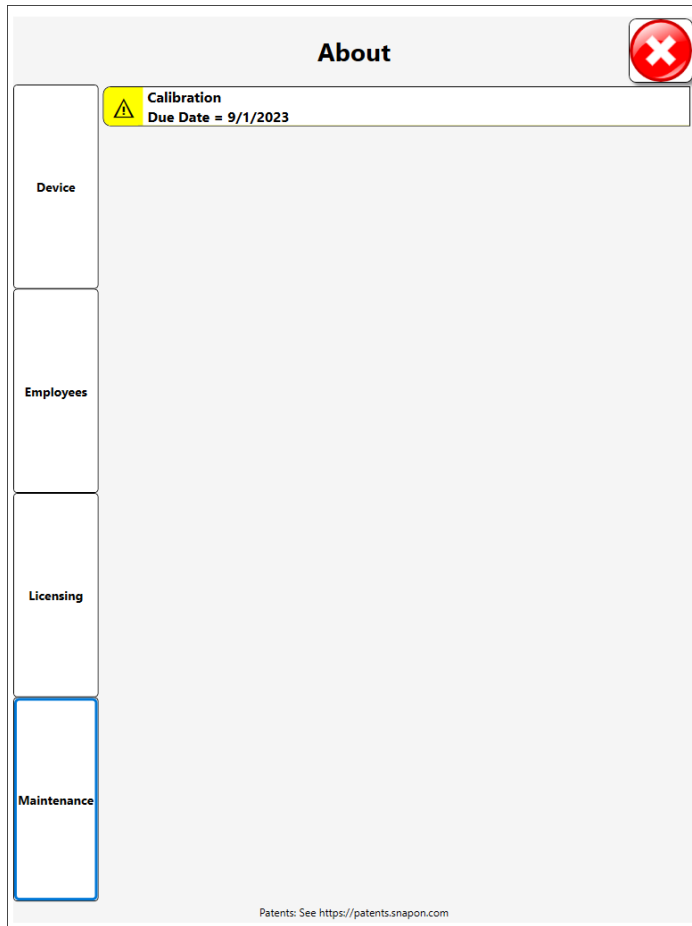 About
Calibration
Due Date = 9/1/2023
Device
Employees
Licensing
Maintenance
Patents: See https://patents.snapon.com